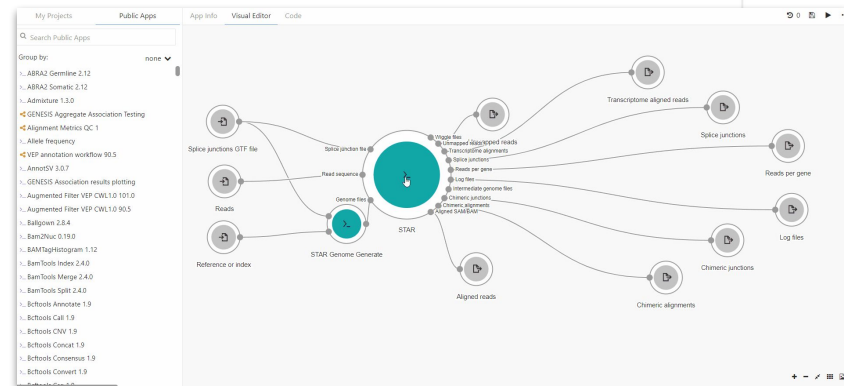 My Projects
Public Apps
App Info
Visual Editor
Code
0
Search Public Apps
Group by:
none
ABRA2 Germline 2.12
ABRA2 Somatic 2.12
Admixture 1.3.0
GENESIS Aggregate Association Testing
Alignment Metrics QC 1
Allele frequency
VEP annotation workflow 90.5
AnnotSV 3.0.7
GENESIS Association results plotting
Augmented Filter VEP CWL1.0 101.0
Augmented Filter VEP CWL1.0 90.5
Ballgown 2.8.4
Bam2Nuc 0.19.0
BAMTagHistogram 1.12
BamTools Index 2.4.0
BamTools Merge 2.4.0
BamTools Split 2.4.0
Bcftools Annotate 1.9
Bcftools Call 1.9
Bcftools CNV 1.9
Bcftools Concat 1.9
Bcftools Consensus 1.9
Bcftools Convert 1.9
Splice junctions GTF file
Reads
Reference or index
STAR Genome Generate
Splice junction file
Read sequence
Genome files
STAR
Wiggle files
Unmapped reads
Transcriptome alignments
Splice junctions
Reads per gene
Log files
Intermediate genome files
Chimeric junctions
Chimeric alignments
Aligned SAM/BAM
Unmapped reads
Transcriptome aligned reads
Splice junctions
Reads per gene
Log files
Chimeric junctions
Chimeric alignments
Aligned reads